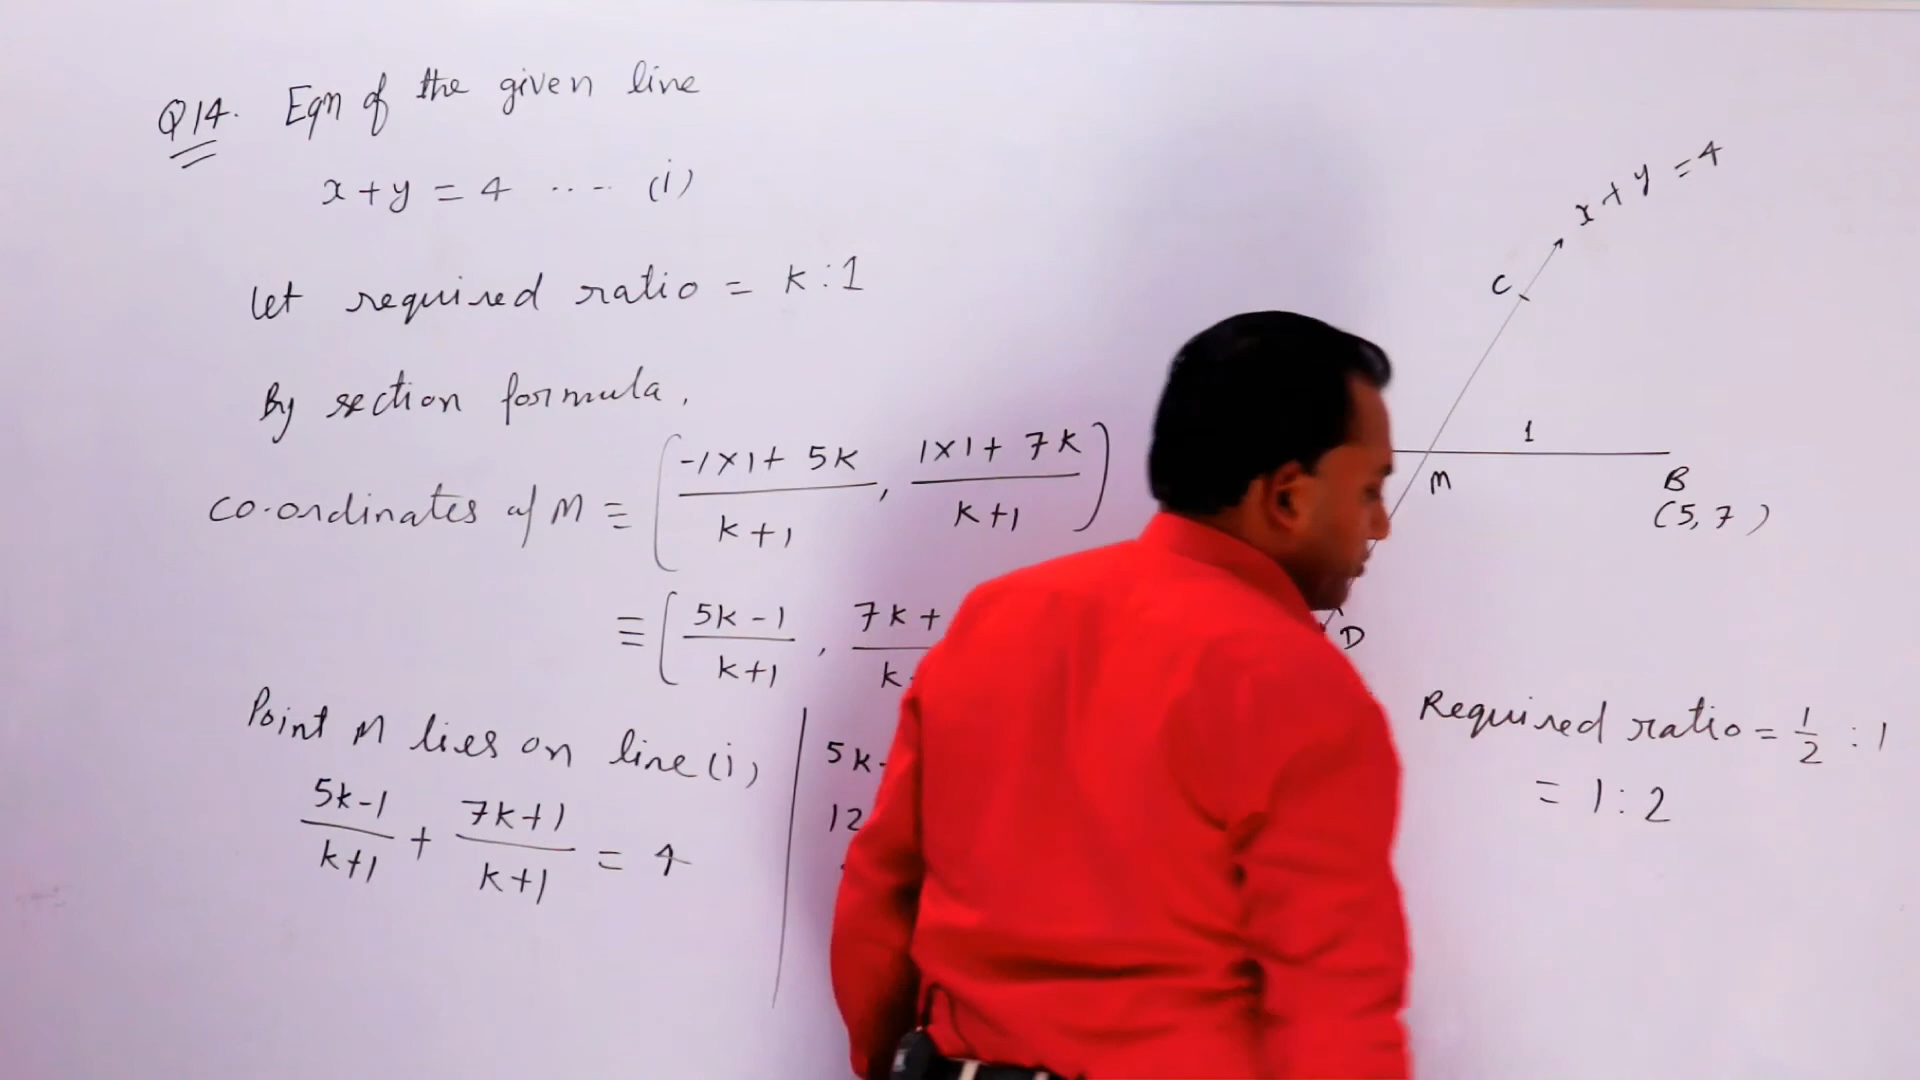 Q14. Eqn of the given line
x + y = 4 .... (i)
Let required ratio = k : 1
By section formula,
co-ordinates of M ≡ ( (-1×1 + 5k)/(k+1) , (1×1 + 7k)/(k+1) )
≡ ( (5k-1)/(k+1) , (7k+
Point M lies on line (i)
(5k-1)/(k+1) + (7k+1)/(k+1) = 4
5k-
12
x + y = 4
C
1
M
B
(5, 7)
D
Required ratio = 1/2 : 1
= 1 : 2